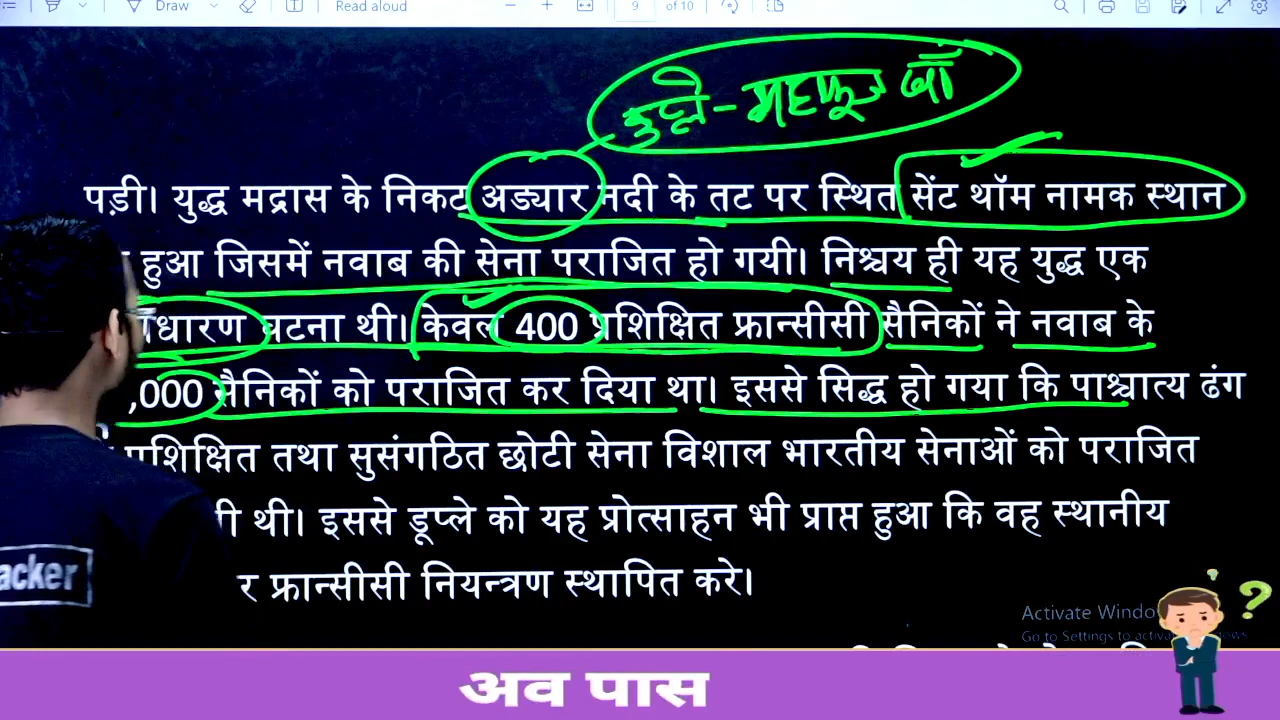 Draw
Read aloud
9 of 10
डुप्ले - महफूज खाँ
पड़ी। युद्ध मद्रास के निकट अड्यार नदी के तट पर स्थित सेंट थॉम नामक स्थान
हुआ जिसमें नवाब की सेना पराजित हो गयी। निश्चय ही यह युद्ध एक
धारण घटना थी। केवल 400 प्रशिक्षित फ्रान्सीसी सैनिकों ने नवाब के
,000 सैनिकों को पराजित कर दिया था। इससे सिद्ध हो गया कि पाश्चात्य ढंग
प्रशिक्षित तथा सुसंगठित छोटी सेना विशाल भारतीय सेनाओं को पराजित
थी। इससे डूप्ले को यह प्रोत्साहन भी प्राप्त हुआ कि वह स्थानीय
र फ्रान्सीसी नियन्त्रण स्थापित करे।
acker
Activate Windo
Go to Settings to activa ows
?
अव पास